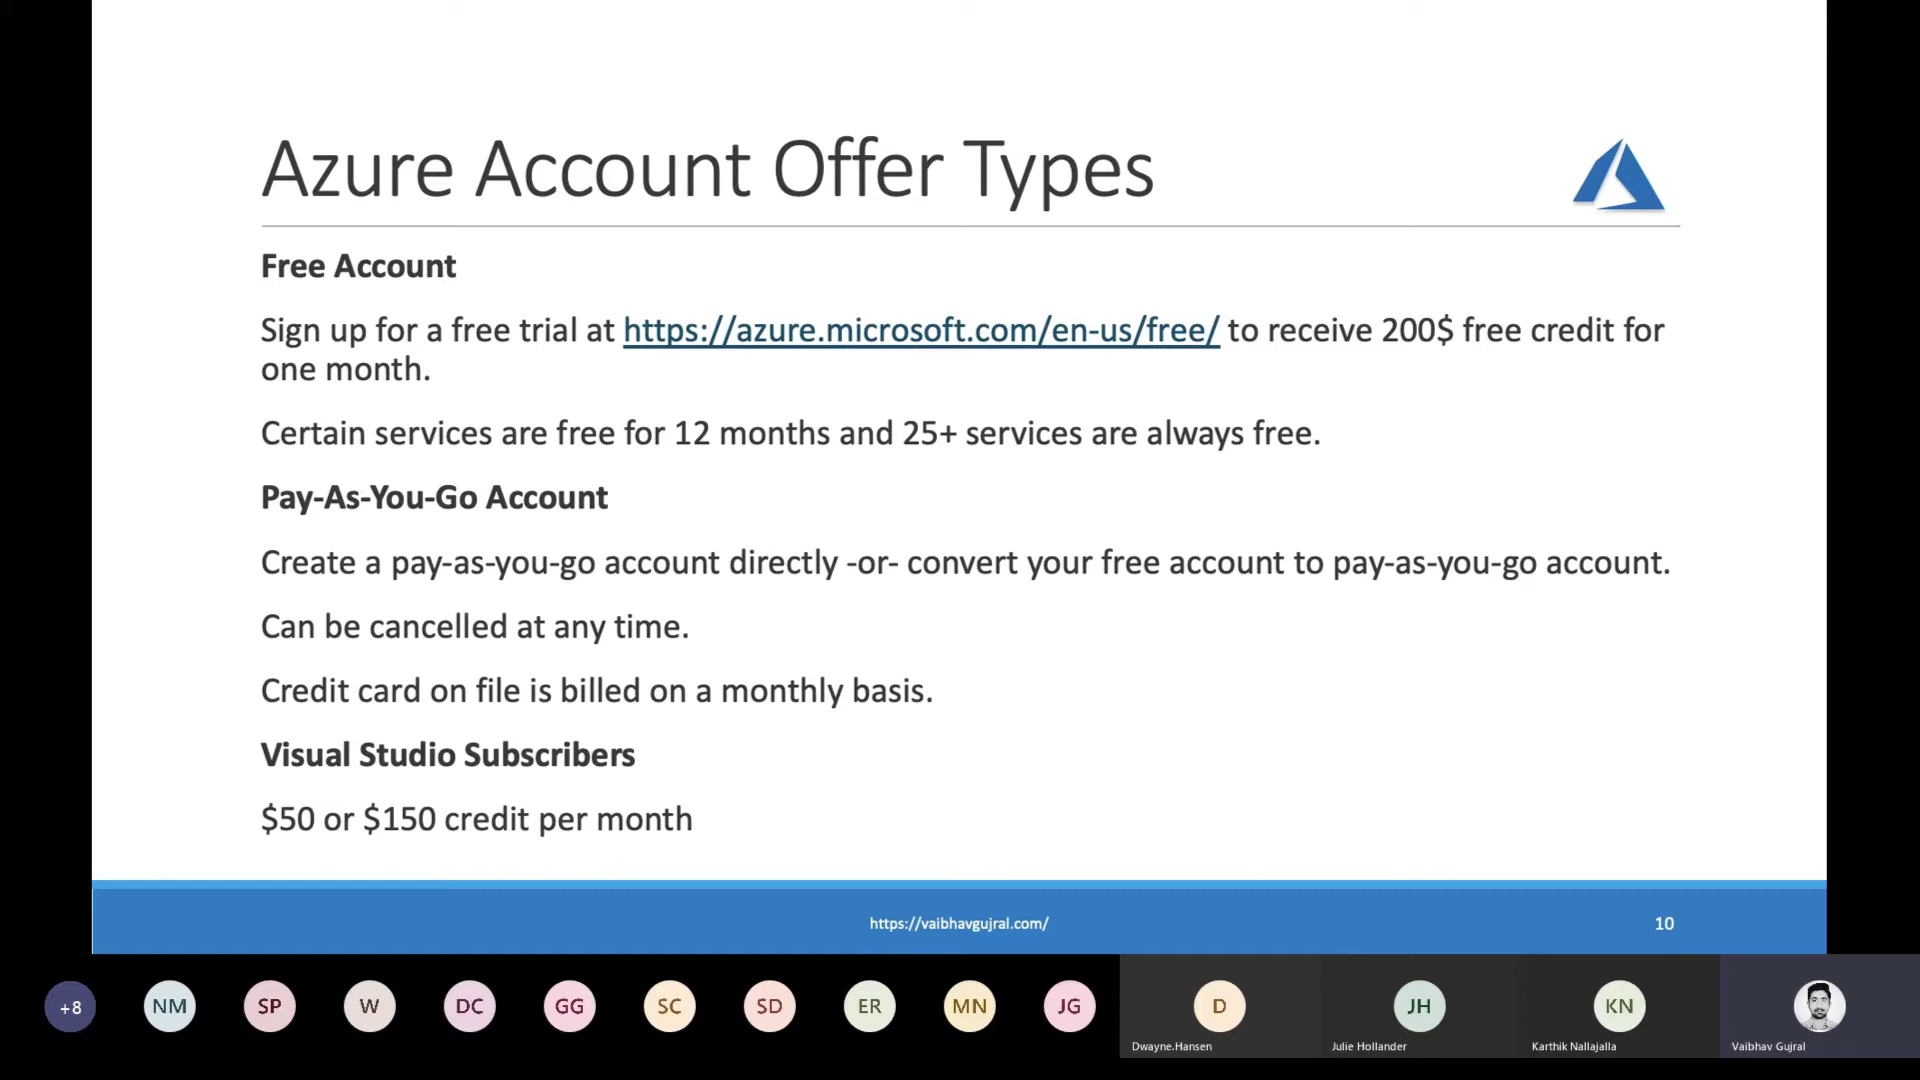 Azure Account Offer Types
Free Account
Sign up for a free trial at https://azure.microsoft.com/en-us/free/ to receive 200$ free credit for
one month.
Certain services are free for 12 months and 25+ services are always free.
Pay-As-You-Go Account
Create a pay-as-you-go account directly -or- convert your free account to pay-as-you-go account.
Can be cancelled at any time.
Credit card on file is billed on a monthly basis.
Visual Studio Subscribers
$50 or $150 credit per month
https://vaibhavgujral.com/
10
+8 NM SP W DC GG SC SD ER MN JG D JH KN
Dwayne.Hansen Julie Hollander Karthik Nallajalla Vaibhav Gujral